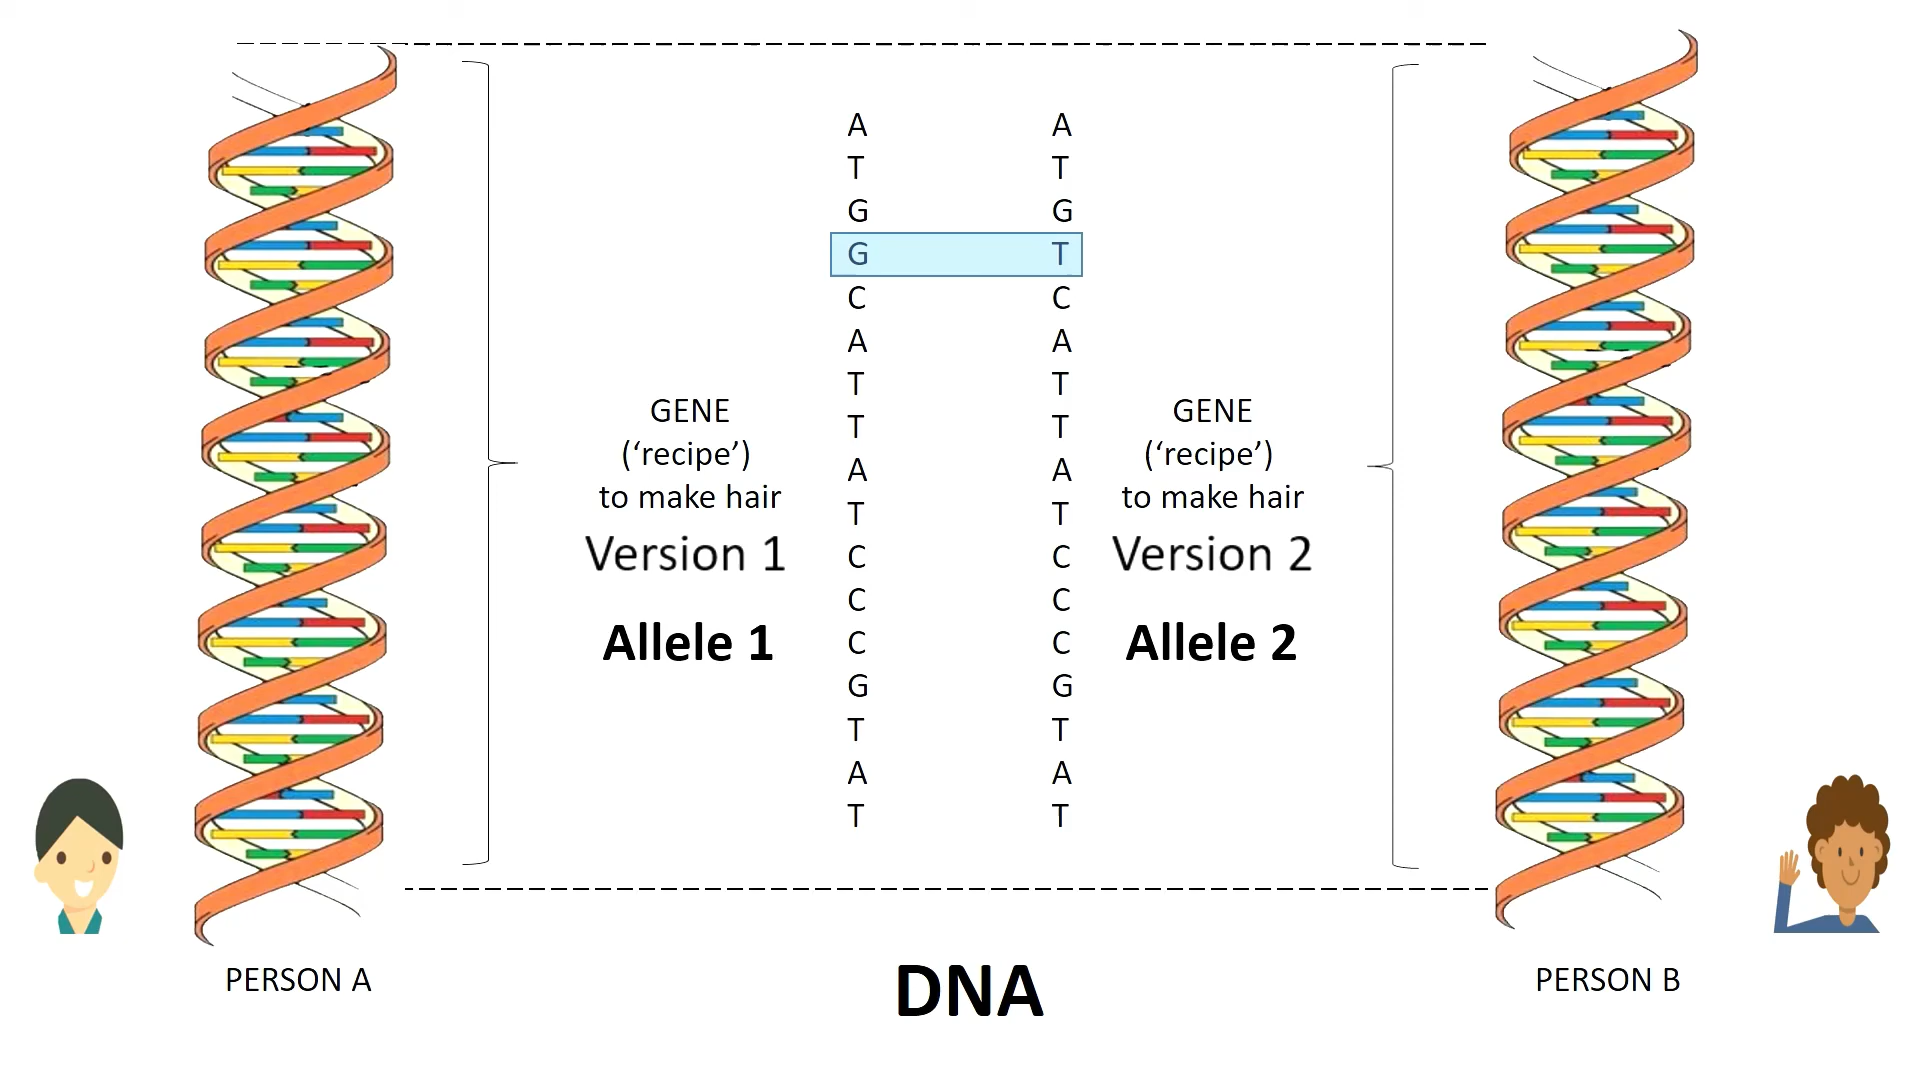 A A
T T
G G
G T
C C
A A
T T
T T
A A
T T
C C
C C
C C
G G
T T
A A
T T
GENE
(‘recipe’)
to make hair
Version 1
Allele 1
GENE
(‘recipe’)
to make hair
Version 2
Allele 2
PERSON A
DNA
PERSON B